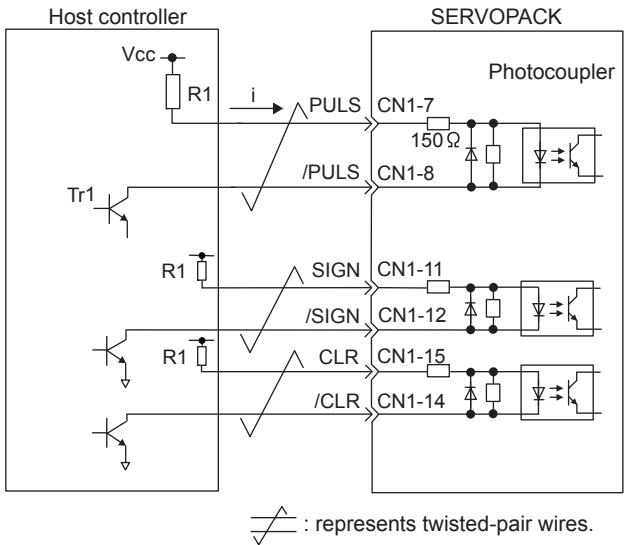 Host controller
SERVOPACK
Vcc
Photocoupler
R1
i
PULS
CN1-7
150 Ω
/PULS
CN1-8
Tr1
R1
SIGN
CN1-11
/SIGN
CN1-12
R1
CLR
CN1-15
/CLR
CN1-14
: represents twisted-pair wires.